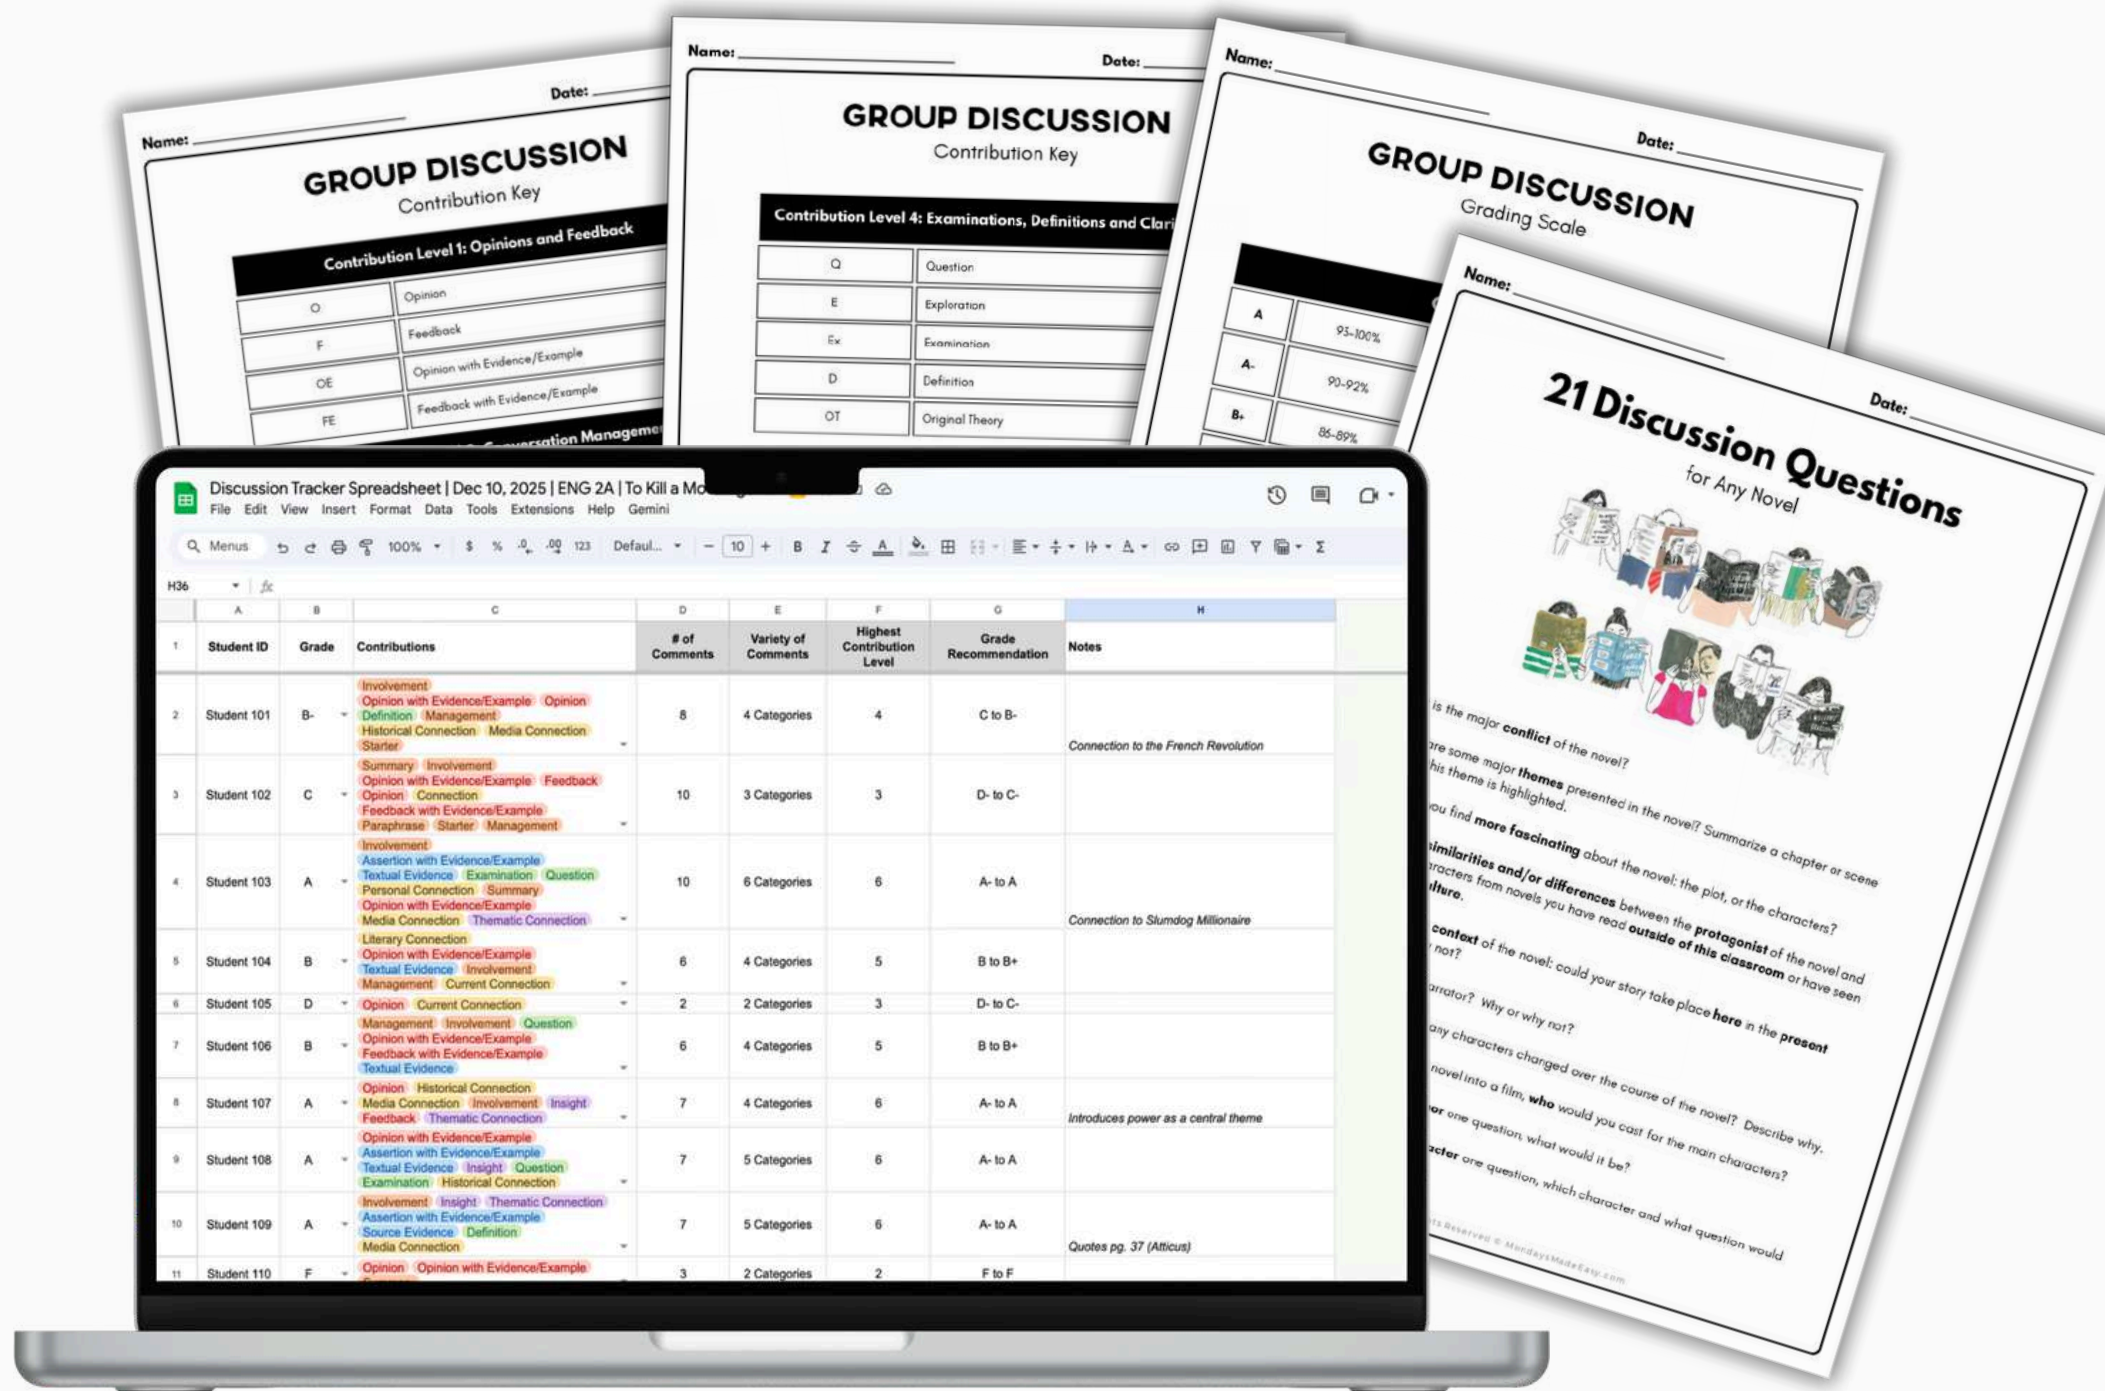 Name:
Date:
GROUP DISCUSSION
Contribution Key
Contribution Level 1: Opinions and Feedback
O Opinion
F Feedback
OE Opinion with Evidence/Example
FE Feedback with Evidence/Example
Conversation
Name:
Date:
GROUP DISCUSSION
Contribution Key
Contribution Level 4: Examinations, Definitions and
Q Question
E Exploration
Ex Examination
D Definition
OT Original Theory
Name:
Date:
GROUP DISCUSSION
Grading Scale
A 93-100%
A- 90-92%
B+ 86-89%
Name:
Date:
21 Discussion Questions
for Any Novel
is the major conflict of the novel?
are some major themes presented in the novel? Summarize a chapter or scene
his theme is highlighted.
you find more fascinating about the novel: the plot, or the characters?
similarities and/or differences between the protagonist of the novel and
from novels you have read outside of this classroom or have seen
context of the novel: could your story take place here in the present
not?
Why or why not?
any characters changed over the course of the novel? Describe why.
novel into a film, who would you cast for the main characters?
one question, what would it be?
one question, which character and what question would
Reserved © MondaysMadeEasy.com
Discussion Tracker Spreadsheet | Dec 10, 2025 | ENG 2A | To Kill a
File Edit View Insert Format Data Tools Extensions Help Gemini
Menus 100% $ % .0 .00 123 Defaul... − 10 + B I S A Σ
H36 fx
A B C D E F G H
1 Student ID Grade Contributions # of Comments Variety of Comments Highest Contribution Level Grade Recommendation Notes
Involvement
Opinion with Evidence/Example Opinion
2 Student 101 B- Definition Management 8 4 Categories 4 C to B-
Historical Connection Media Connection
Starter Connection to the French Revolution
Summary Involvement
Opinion with Evidence/Example Feedback
3 Student 102 C Opinion Connection 10 3 Categories 3 D- to C-
Feedback with Evidence/Example
Paraphrase Starter Management
Involvement
Assertion with Evidence/Example
4 Student 103 A Textual Evidence Examination Question 10 6 Categories 6 A- to A
Personal Connection Summary
Opinion with Evidence/Example
Media Connection Thematic Connection Connection to Slumdog Millionaire
Literary Connection
Opinion with Evidence/Example
5 Student 104 B Textual Evidence Involvement 6 4 Categories 5 B to B+
Management Current Connection
6 Student 105 D Opinion Current Connection 2 2 Categories 3 D- to C-
Management Involvement Question
7 Student 106 B Opinion with Evidence/Example 6 4 Categories 5 B to B+
Feedback with Evidence/Example
Textual Evidence
Opinion Historical Connection
8 Student 107 A Media Connection Involvement Insight 7 4 Categories 6 A- to A
Feedback Thematic Connection Introduces power as a central theme
Opinion with Evidence/Example
9 Student 108 A Assertion with Evidence/Example 7 5 Categories 6 A- to A
Textual Evidence Insight Question
Examination Historical Connection
Involvement Insight Thematic Connection
10 Student 109 A Assertion with Evidence/Example 7 5 Categories 6 A- to A
Source Evidence Definition
Media Connection Quotes pg. 37 (Atticus)
11 Student 110 F Opinion Opinion with Evidence/Example 3 2 Categories 2 F to F